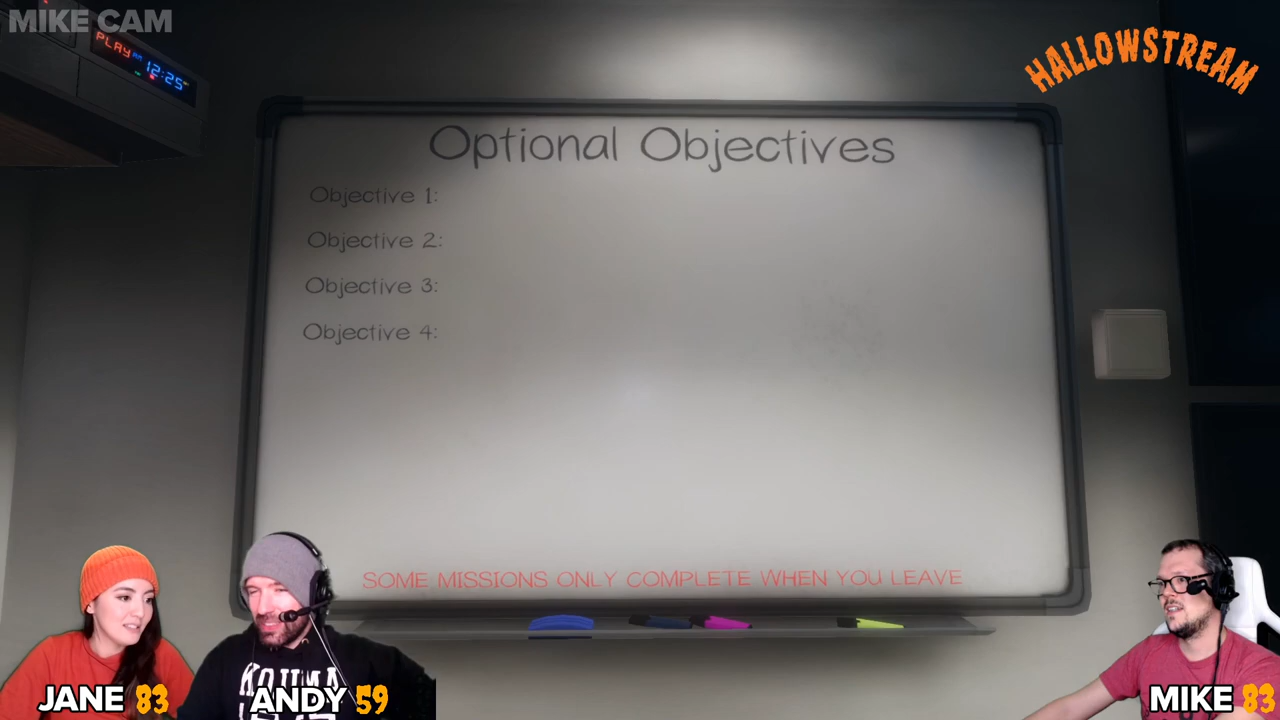 MIKE CAM
PLAY 12:25
HALLOWSTREAM
Optional Objectives
Objective 1:
Objective 2:
Objective 3:
Objective 4:
SOME MISSIONS ONLY COMPLETE WHEN YOU LEAVE
JANE 83
ANDY 59
MIKE 83